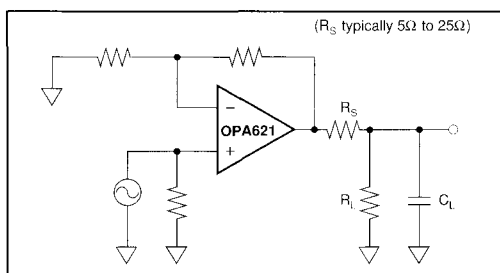 (RS typically 5Ω to 25Ω)
−
OPA621
+
RS
RL
CL